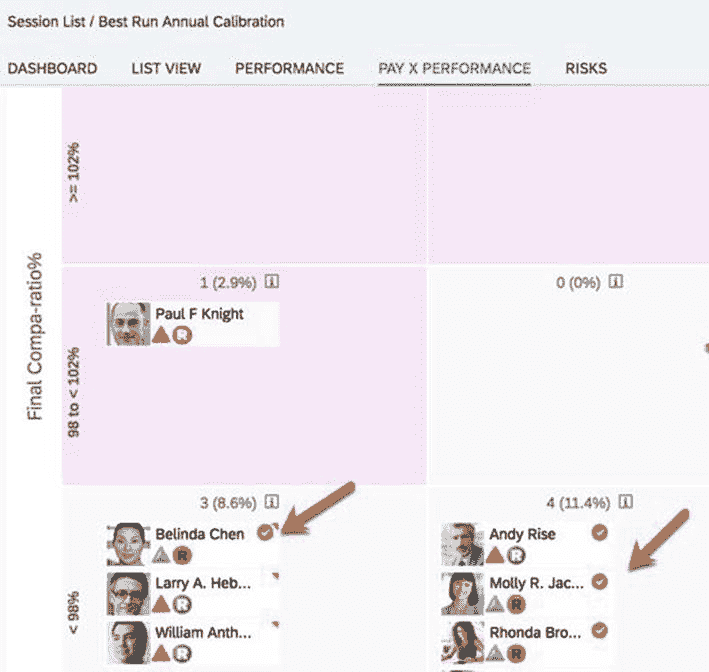 Session List / Best Run Annual Calibration
DASHBOARD LIST VIEW PERFORMANCE PAY X PERFORMANCE RISKS
Final Compa-ratio%
>= 102%
98 to < 102%
1 (2.9%)
0 (0%)
Paul F Knight
R
< 98%
3 (8.6%)
4 (11.4%)
Belinda Chen
R
Larry A. Heb...
R
William Anth...
R
Andy Rise
R
Molly R. Jac...
R
Rhonda Bro...
R